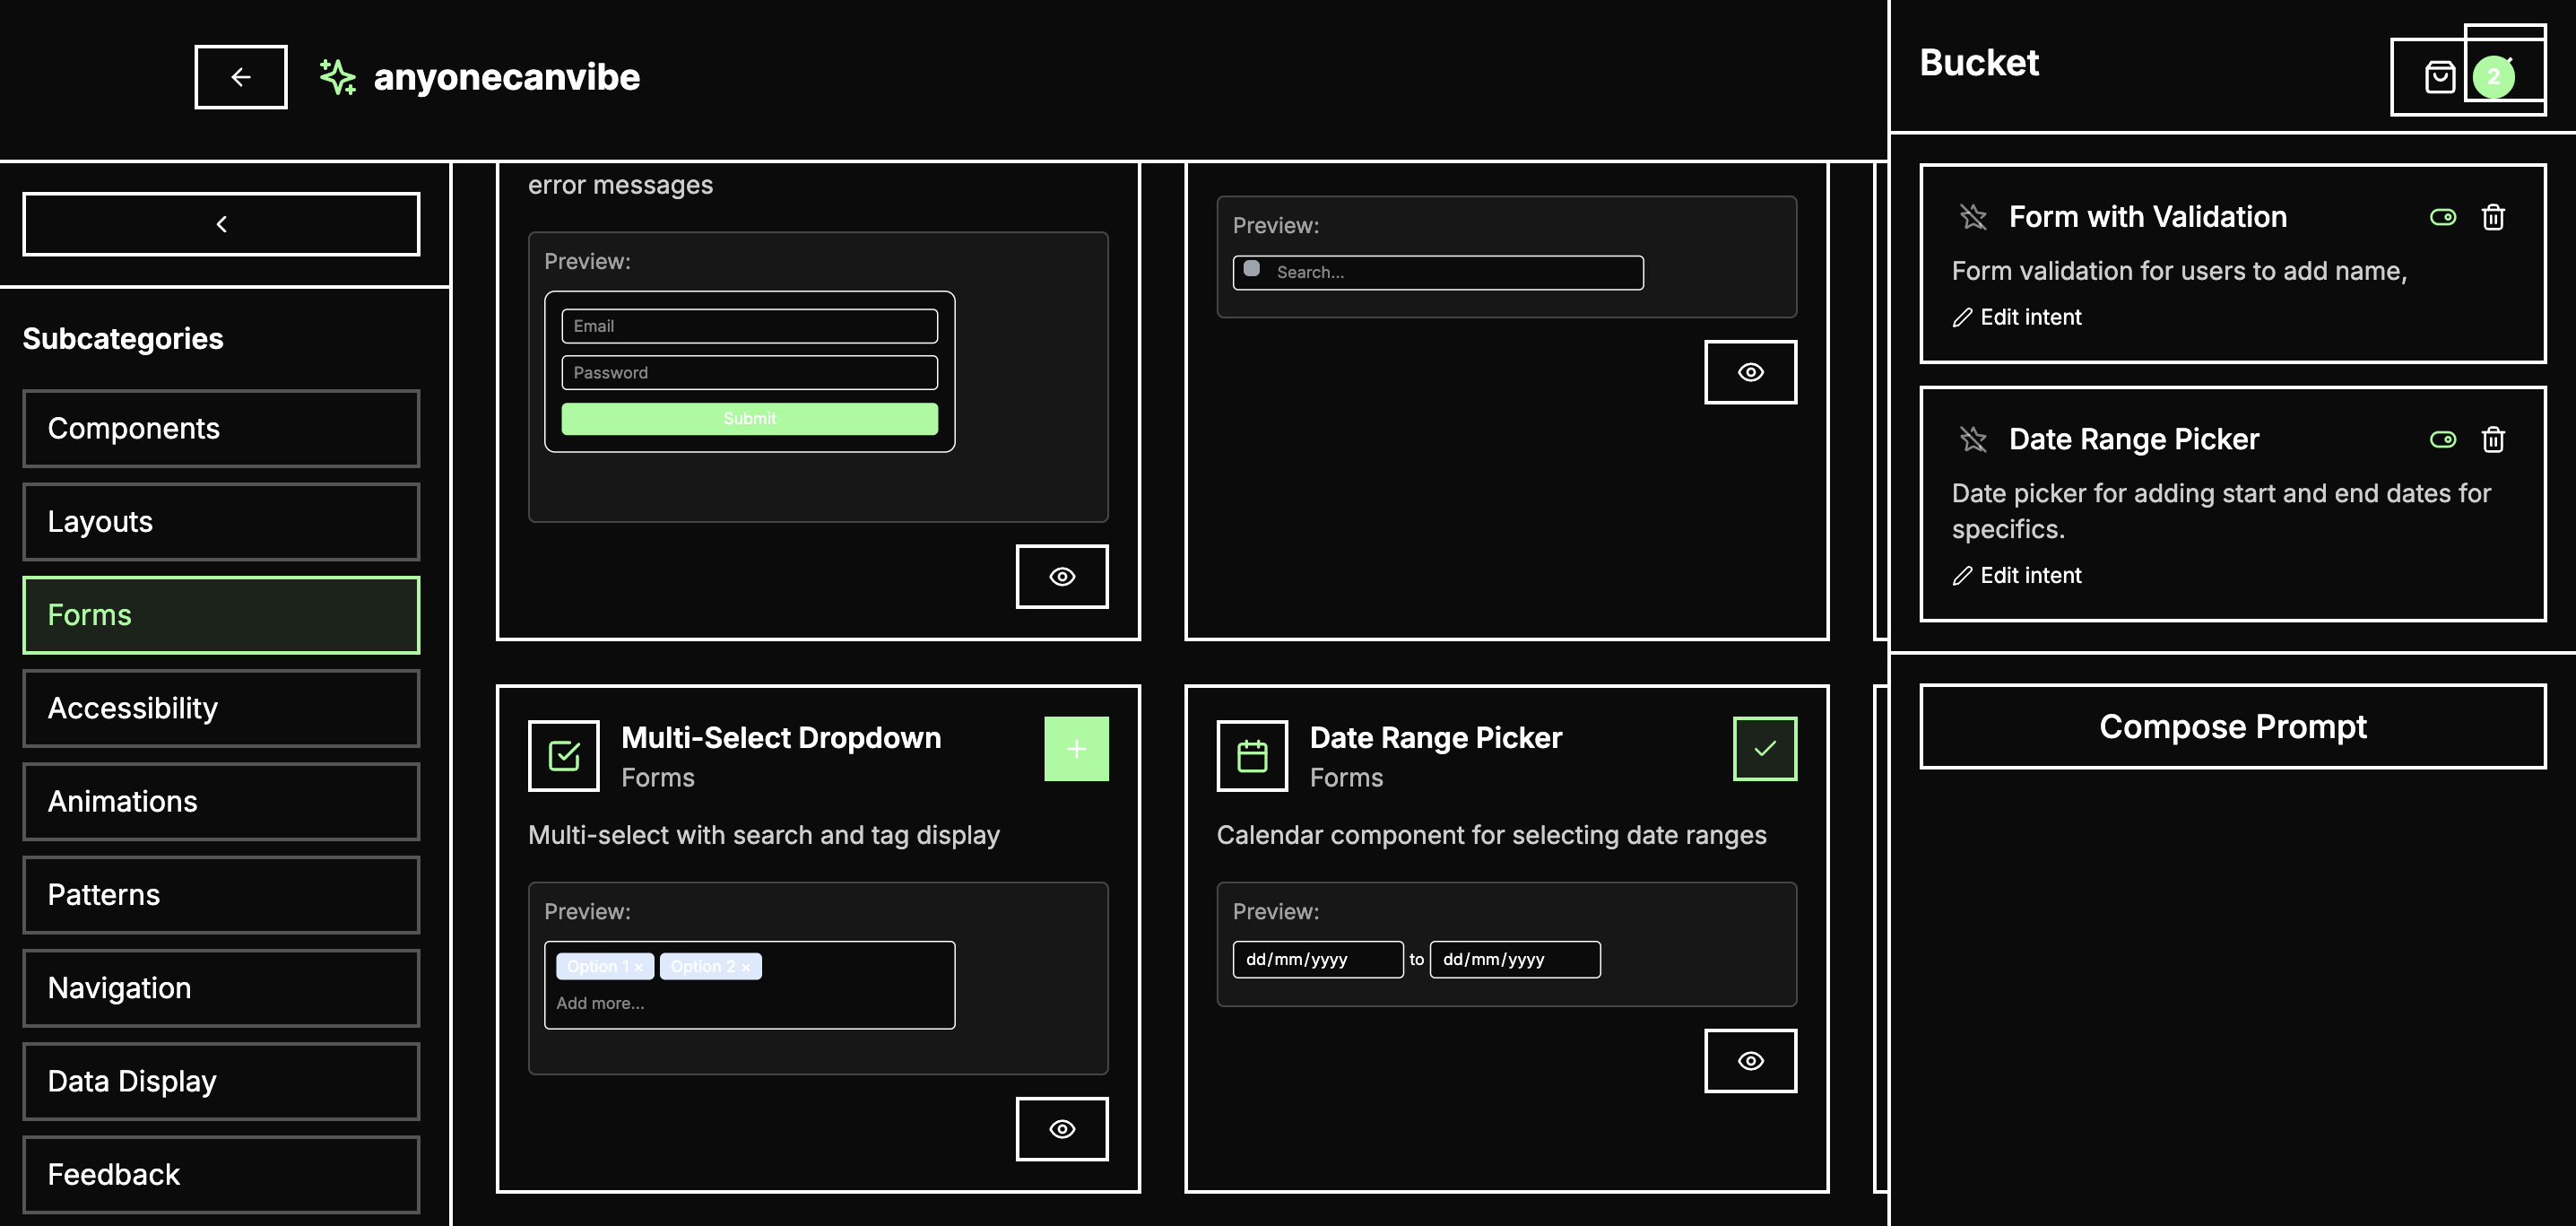 anyonecanvibe
Subcategories
Components
Layouts
Forms
Accessibility
Animations
Patterns
Navigation
Data Display
Feedback
error messages
Preview:
Email
Password
Submit
Preview:
Search...
Multi-Select Dropdown
Forms
Multi-select with search and tag display
Preview:
Option 1 ×
Option 2 ×
Add more...
Date Range Picker
Forms
Calendar component for selecting date ranges
Preview:
dd/mm/yyyy to dd/mm/yyyy
Bucket
2
Form with Validation
Form validation for users to add name,
Edit intent
Date Range Picker
Date picker for adding start and end dates for
specifics.
Edit intent
Compose Prompt